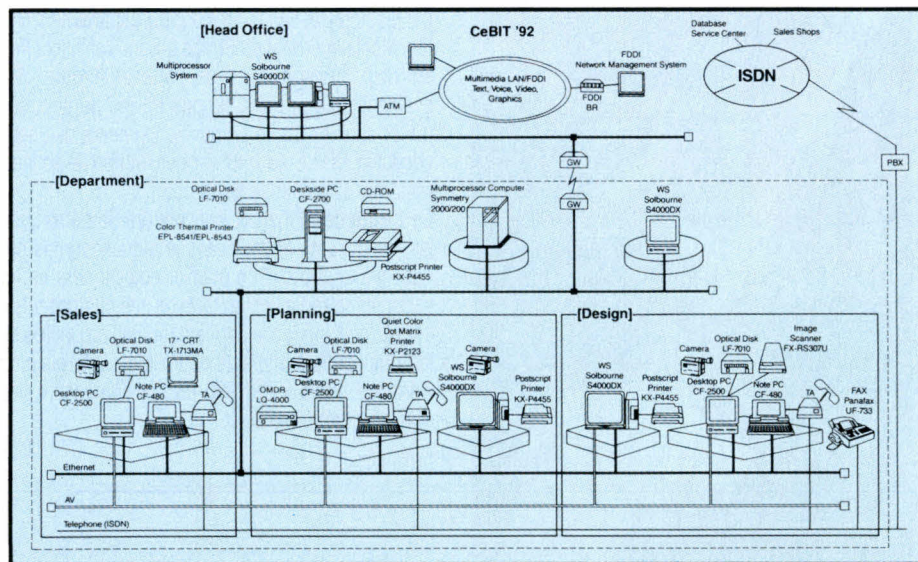 [Head Office]
CeBIT '92
Database
Service Center
Sales Shops
ISDN
Multiprocessor
System
WS
Solbourne
S4000DX
ATM
Multimedia LAN/FDDI
Text, Voice, Video,
Graphics
FDDI
Network Management System
FDDI
BR
GW
PBX
[Department]
GW
Optical Disk
LF-7010
Deskside PC
CF-2700
CD-ROM
Color Thermal Printer
EPL-8541/EPL-8543
Postscript Printer
KX-P4455
Multiprocessor Computer
Symmetry
2000/200
WS
Solbourne
S4000DX
[Sales]
Camera
Optical Disk
LF-7010
17" CRT
TX-1713MA
Desktop PC
CF-2500
Note PC
CF-480
TA
[Planning]
Quiet Color
Dot Matrix
Printer
KX-P2123
Camera
Optical Disk
LF-7010
OMDR
LQ-4000
Desktop PC
CF-2500
Note PC
CF-480
TA
Camera
WS
Solbourne
S4000DX
Postscript
Printer
KX-P4455
[Design]
WS
Solbourne
S4000DX
Postscript
Printer
KX-P4455
Camera
Optical Disk
LF-7010
Image
Scanner
FX-RS307U
Desktop PC
CF-2500
Note PC
CF-480
TA
FAX
Panafax
UF-733
Ethernet
AV
Telephone (ISDN)